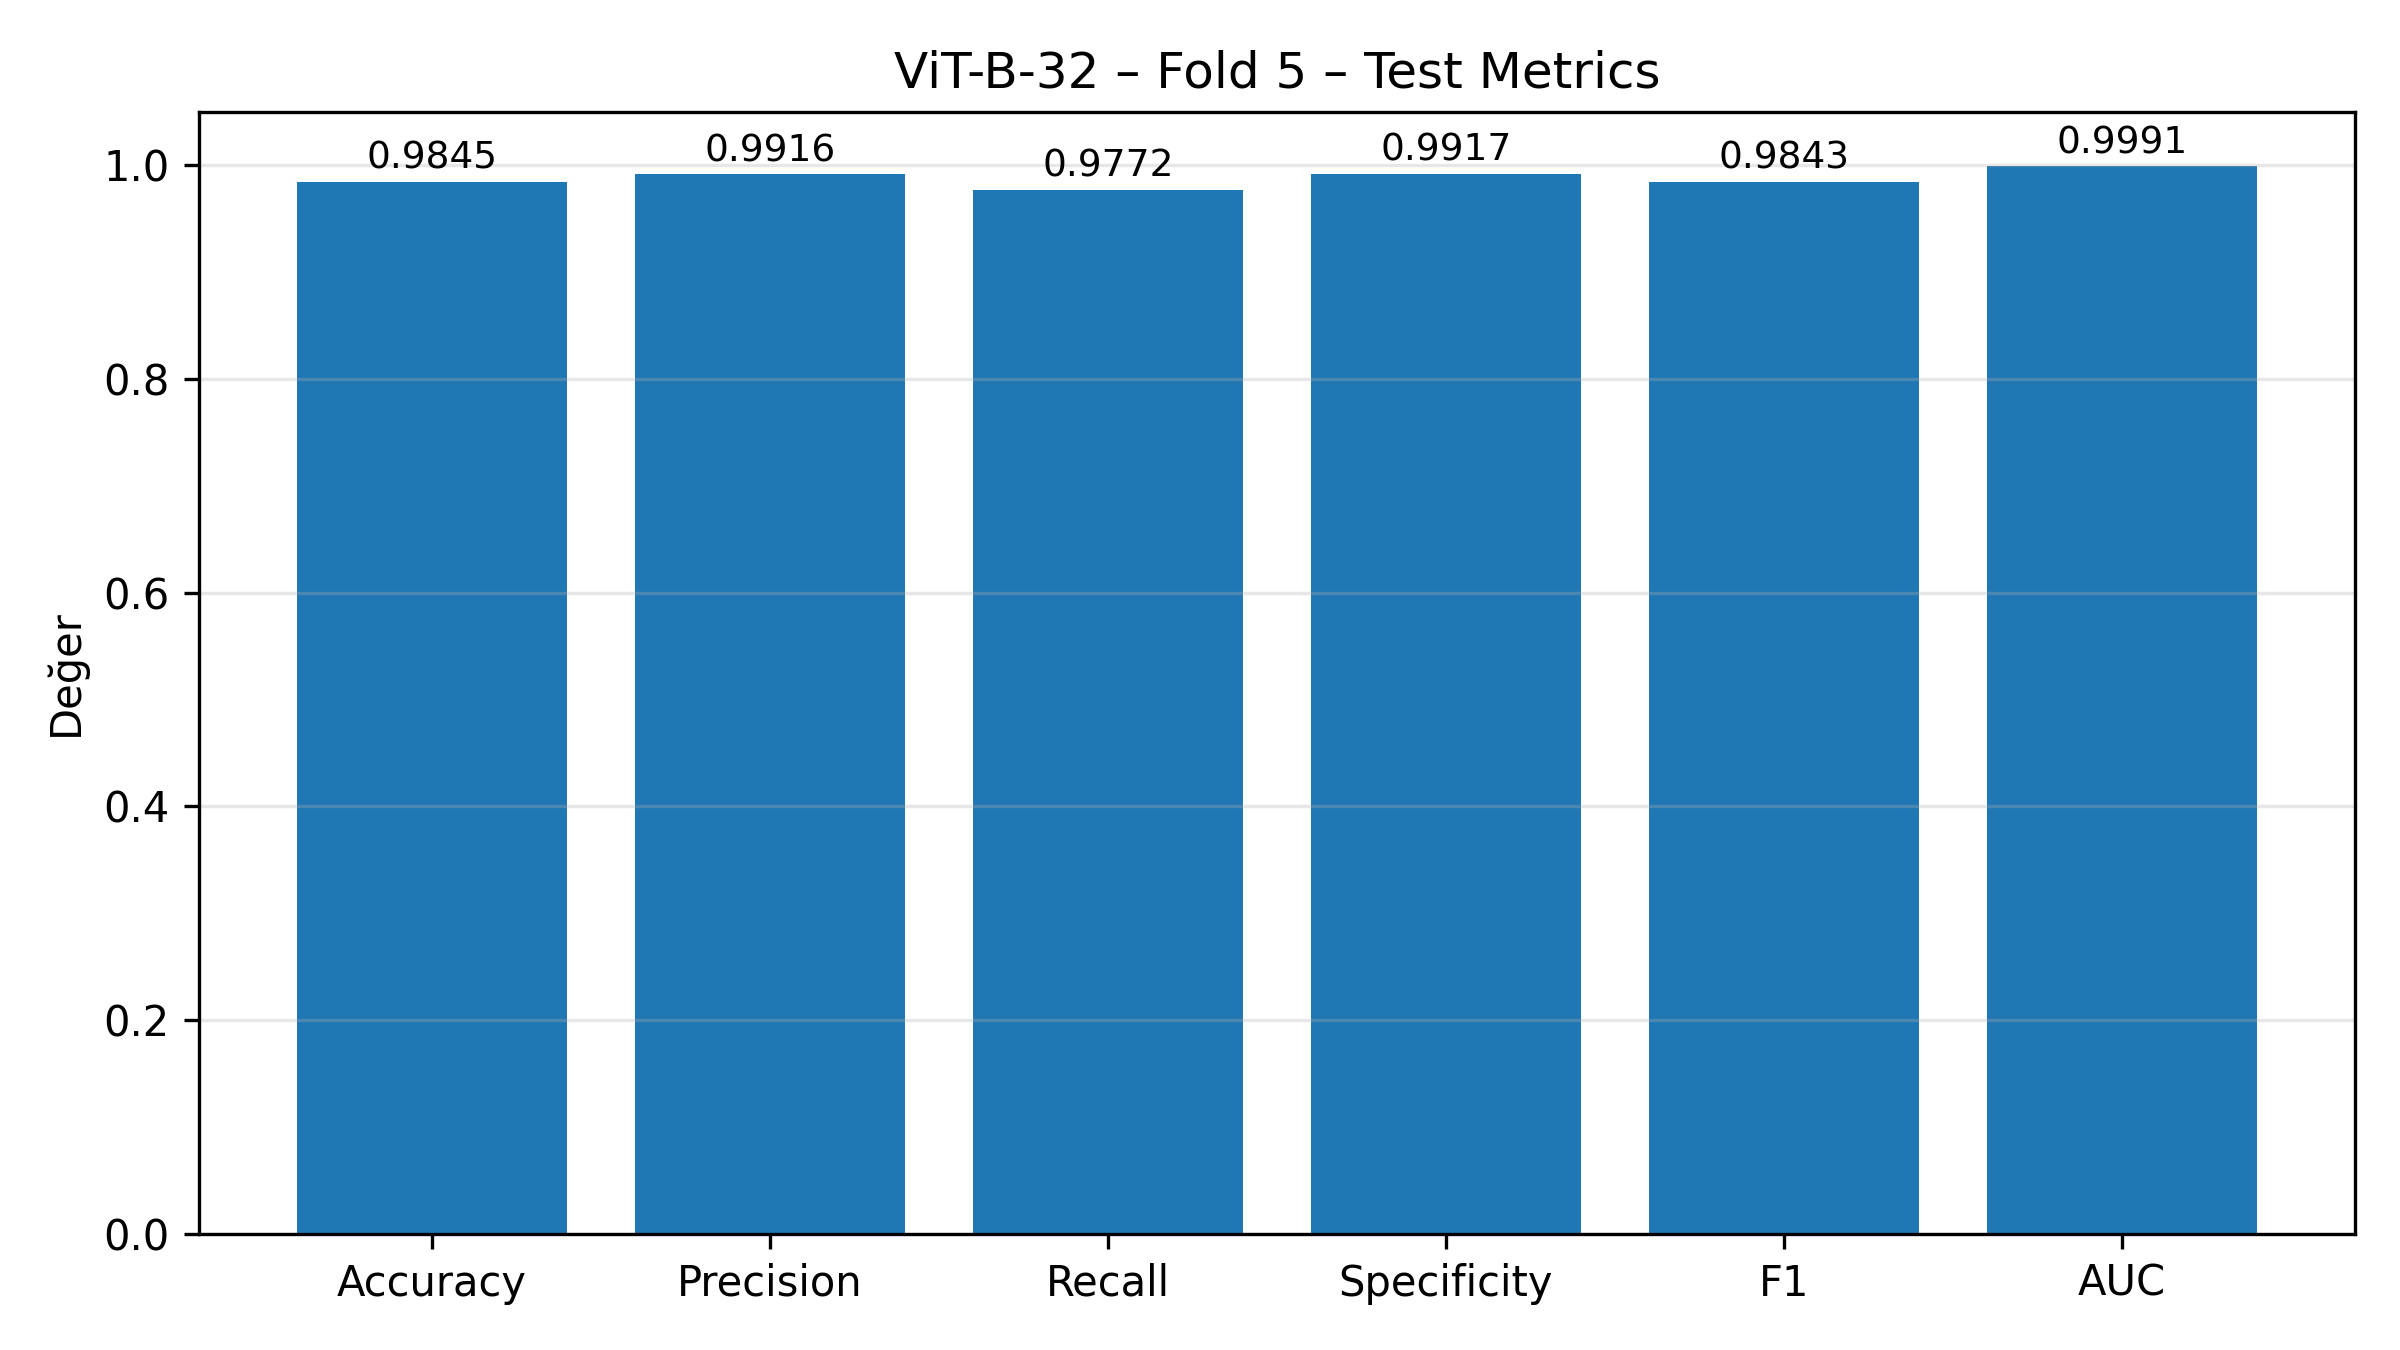 ViT-B-32 – Fold 5 – Test Metrics
0.9845 0.9916 0.9772 0.9917 0.9843 0.9991
1.0
0.8
0.6
0.4
0.2
0.0
Değer
Accuracy Precision Recall Specificity F1 AUC